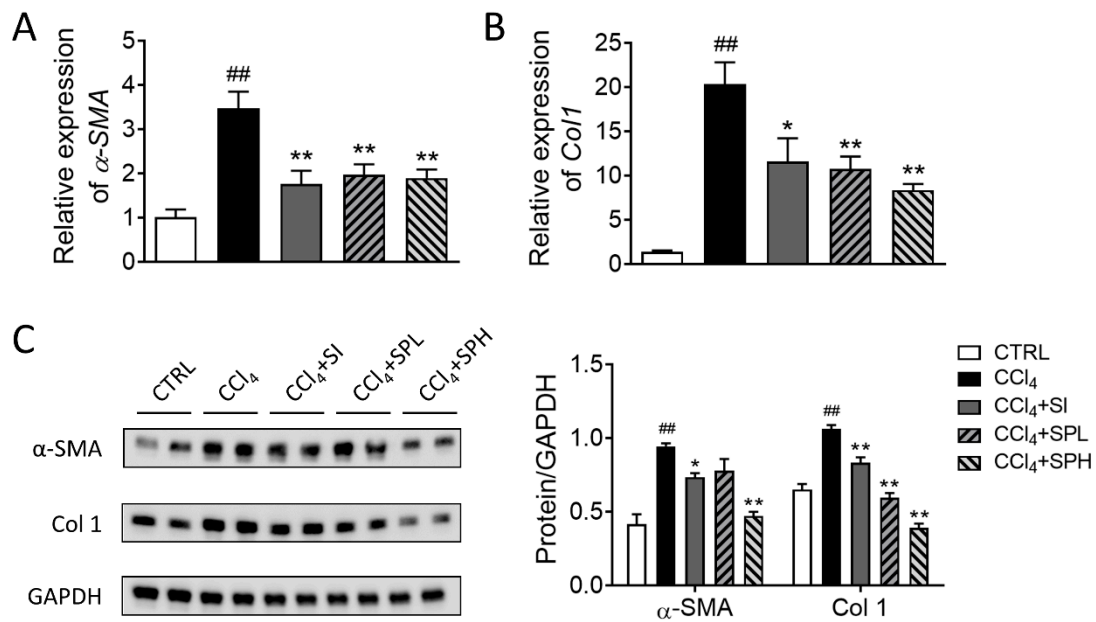 A
Relative expression
of α-SMA
5
4
3
2
1
0
##
**
**
**
B
Relative expression
of Col1
25
20
15
10
5
0
##
*
**
**
C
CTRL
CCl4
CCl4+SI
CCl4+SPL
CCl4+SPH
α-SMA
Col 1
GAPDH
Protein/GAPDH
1.5
1.0
0.5
0.0
##
*
**
##
**
**
**
α-SMA
Col 1
CTRL
CCl4
CCl4+SI
CCl4+SPL
CCl4+SPH